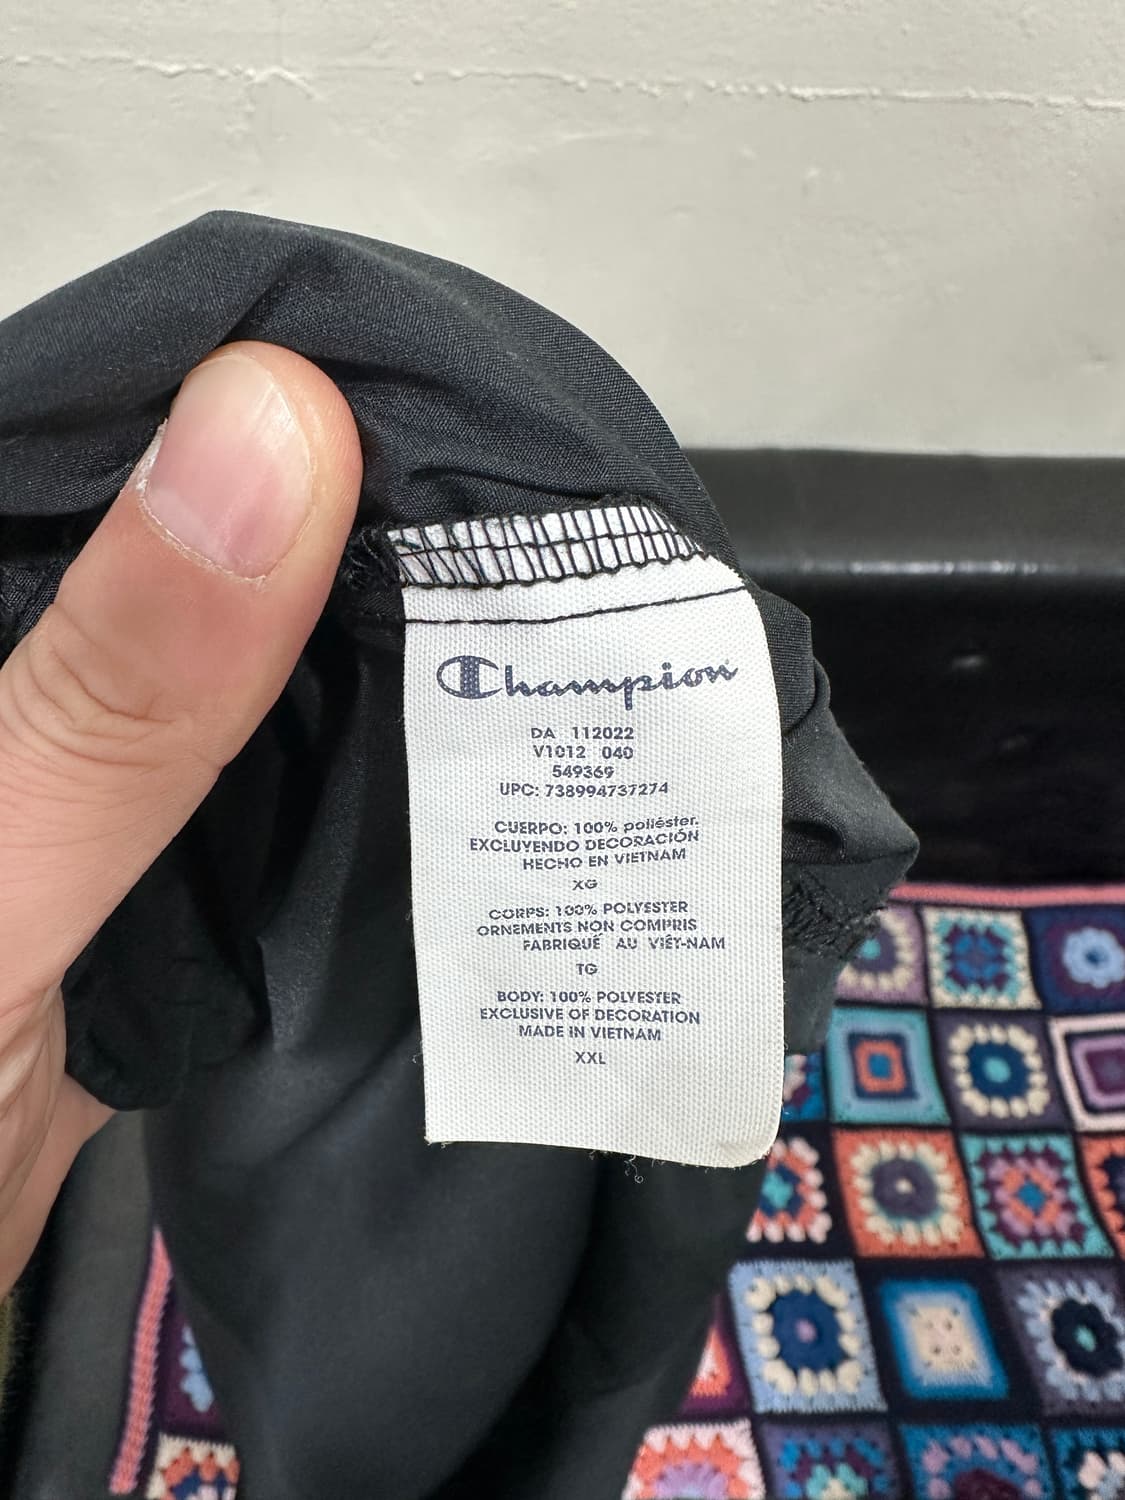 Champion
DA 112022
V1012 040
549369
UPC: 738994737274
CUERPO: 100% poliéster.
EXCLUYENDO DECORACIÓN
HECHO EN VIETNAM
XG
CORPS: 100% POLYESTER
ORNEMENTS NON COMPRIS
FABRIQUÉ AU VIÊT-NAM
TG
BODY: 100% POLYESTER
EXCLUSIVE OF DECORATION
MADE IN VIETNAM
XXL